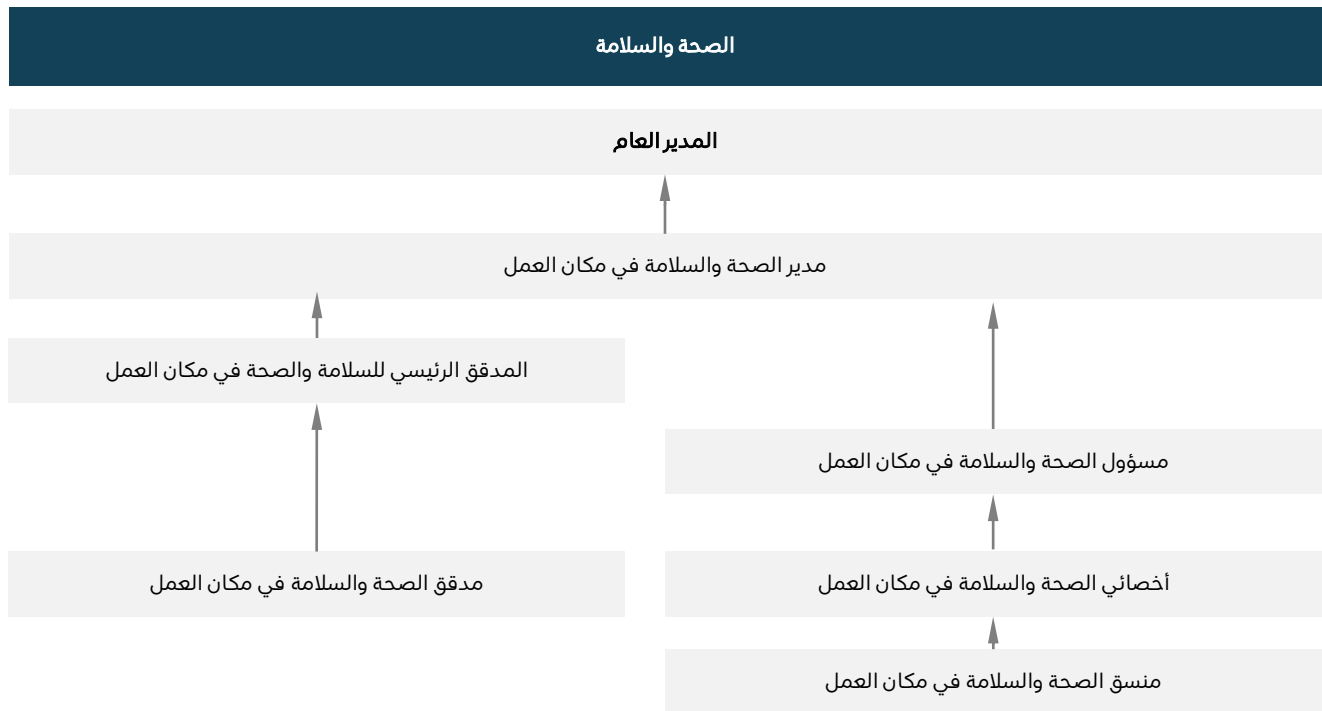 الصحة والسلامة
المدير العام
مدير الصحة والسلامة في مكان العمل
المدقق الرئيسي للسلامة والصحة في مكان العمل
مسؤول الصحة والسلامة في مكان العمل
أخصائي الصحة والسلامة في مكان العمل
مدقق الصحة والسلامة في مكان العمل
منسق الصحة والسلامة في مكان العمل